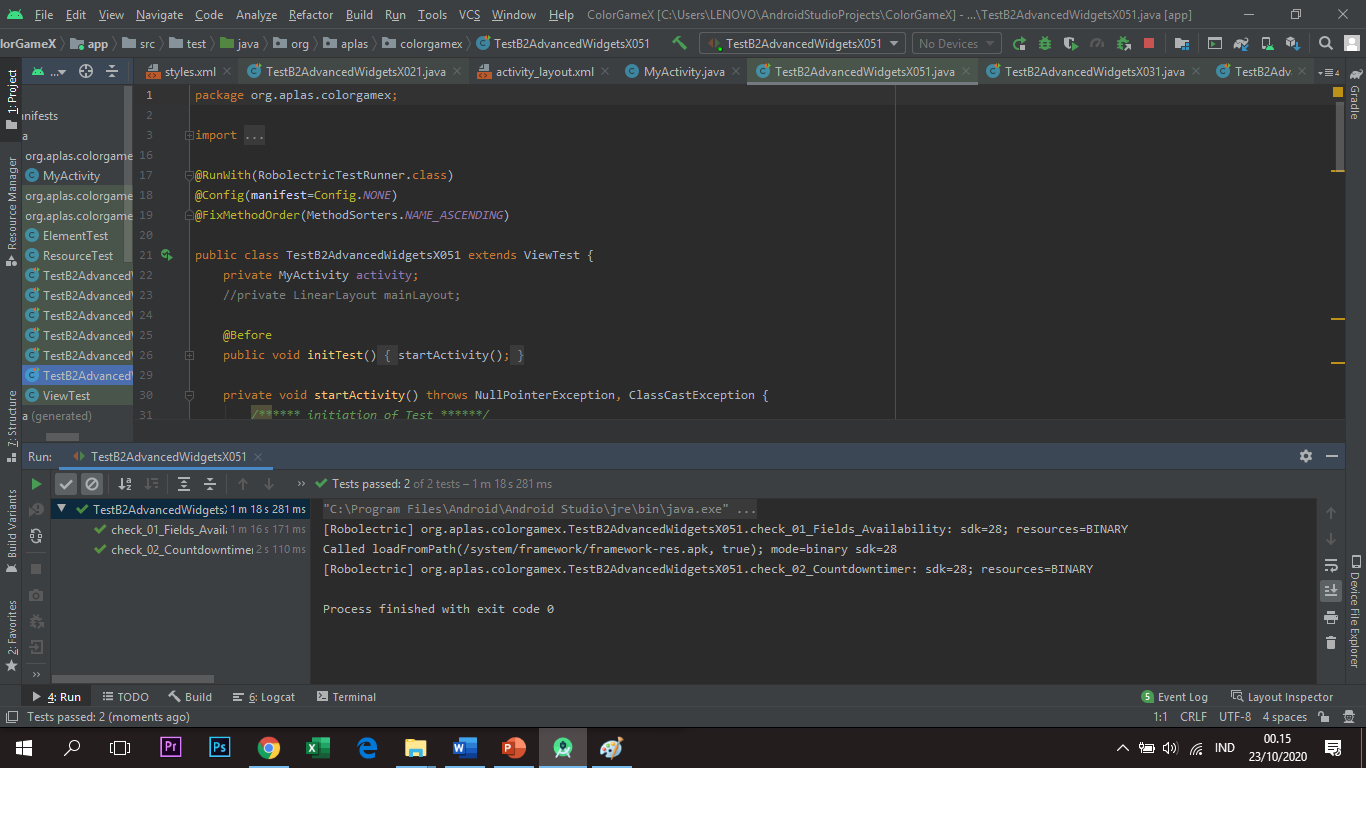 File Edit View Navigate Code Analyze Refactor Build Run Tools VCS Window Help ColorGameX [C:\Users\LENOVO\AndroidStudioProjects\ColorGameX] - ...\TestB2AdvancedWidgetsX051.java [app]
lorGameX app src test java org aplas colorgamex TestB2AdvancedWidgetsX051 TestB2AdvancedWidgetsX051 No Devices
styles.xml TestB2AdvancedWidgetsX021.java activity_layout.xml MyActivity.java TestB2AdvancedWidgetsX051.java TestB2AdvancedWidgetsX031.java TestB2Adv 4
1: Project
Resource Manager
7: Structure
Build Variants
2: Favorites
Gradle
Device File Explorer
nifests
a
org.aplas.colorgame
MyActivity
org.aplas.colorgame
org.aplas.colorgame
ElementTest
ResourceTest
TestB2Advanced
TestB2Advanced
TestB2Advanced
TestB2Advanced
TestB2Advanced
TestB2Advanced
ViewTest
a (generated)
1 package org.aplas.colorgamex;
2
3 import ...
16
17 @RunWith(RobolectricTestRunner.class)
18 @Config(manifest=Config.NONE)
19 @FixMethodOrder(MethodSorters.NAME_ASCENDING)
20
21 public class TestB2AdvancedWidgetsX051 extends ViewTest {
22 private MyActivity activity;
23 //private LinearLayout mainLayout;
24
25 @Before
26 public void initTest() { startActivity(); }
29
30 private void startActivity() throws NullPointerException, ClassCastException {
31 /****** initiation of Test ******/
Run: TestB2AdvancedWidgetsX051
Tests passed: 2 of 2 tests – 1 m 18 s 281 ms
TestB2AdvancedWidgets 1 m 18 s 281 ms
check_01_Fields_Avail 1 m 16 s 171 ms
check_02_Countdowntimer 2 s 110 ms
"C:\Program Files\Android\Android Studio\jre\bin\java.exe" ...
[Robolectric] org.aplas.colorgamex.TestB2AdvancedWidgetsX051.check_01_Fields_Availability: sdk=28; resources=BINARY
Called loadFromPath(/system/framework/framework-res.apk, true); mode=binary sdk=28
[Robolectric] org.aplas.colorgamex.TestB2AdvancedWidgetsX051.check_02_Countdowntimer: sdk=28; resources=BINARY
Process finished with exit code 0
4: Run TODO Build 6: Logcat Terminal 5 Event Log Layout Inspector
Tests passed: 2 (moments ago) 1:1 CRLF UTF-8 4 spaces
Pr Ps IND 00.15
23/10/2020